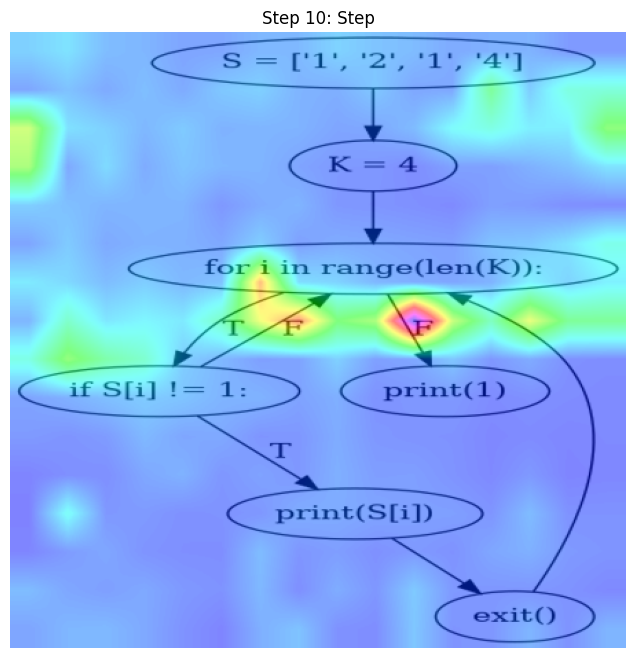 Step 10: Step
S = ['1', '2', '1', '4']
K = 4
for i in range(len(K)):
T
F
F
if S[i] != 1:
print(1)
T
print(S[i])
exit()